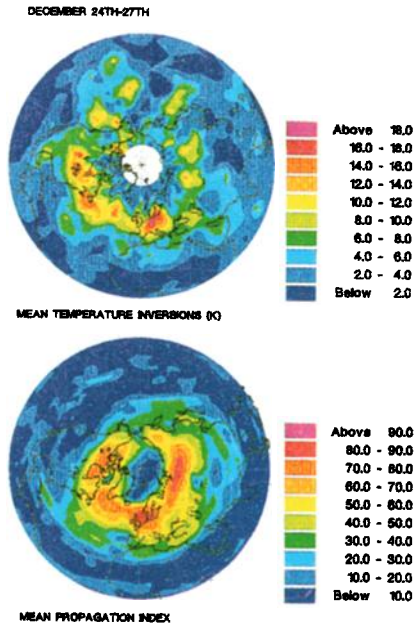 DECEMBER 24TH-27TH
Above 18.0
16.0 - 18.0
14.0 - 16.0
12.0 - 14.0
10.0 - 12.0
8.0 - 10.0
6.0 - 8.0
4.0 - 6.0
2.0 - 4.0
Below 2.0
MEAN TEMPERATURE INVERSIONS (K)
Above 90.0
80.0 - 90.0
70.0 - 80.0
60.0 - 70.0
50.0 - 60.0
40.0 - 50.0
30.0 - 40.0
20.0 - 30.0
10.0 - 20.0
Below 10.0
MEAN PROPAGATION INDEX